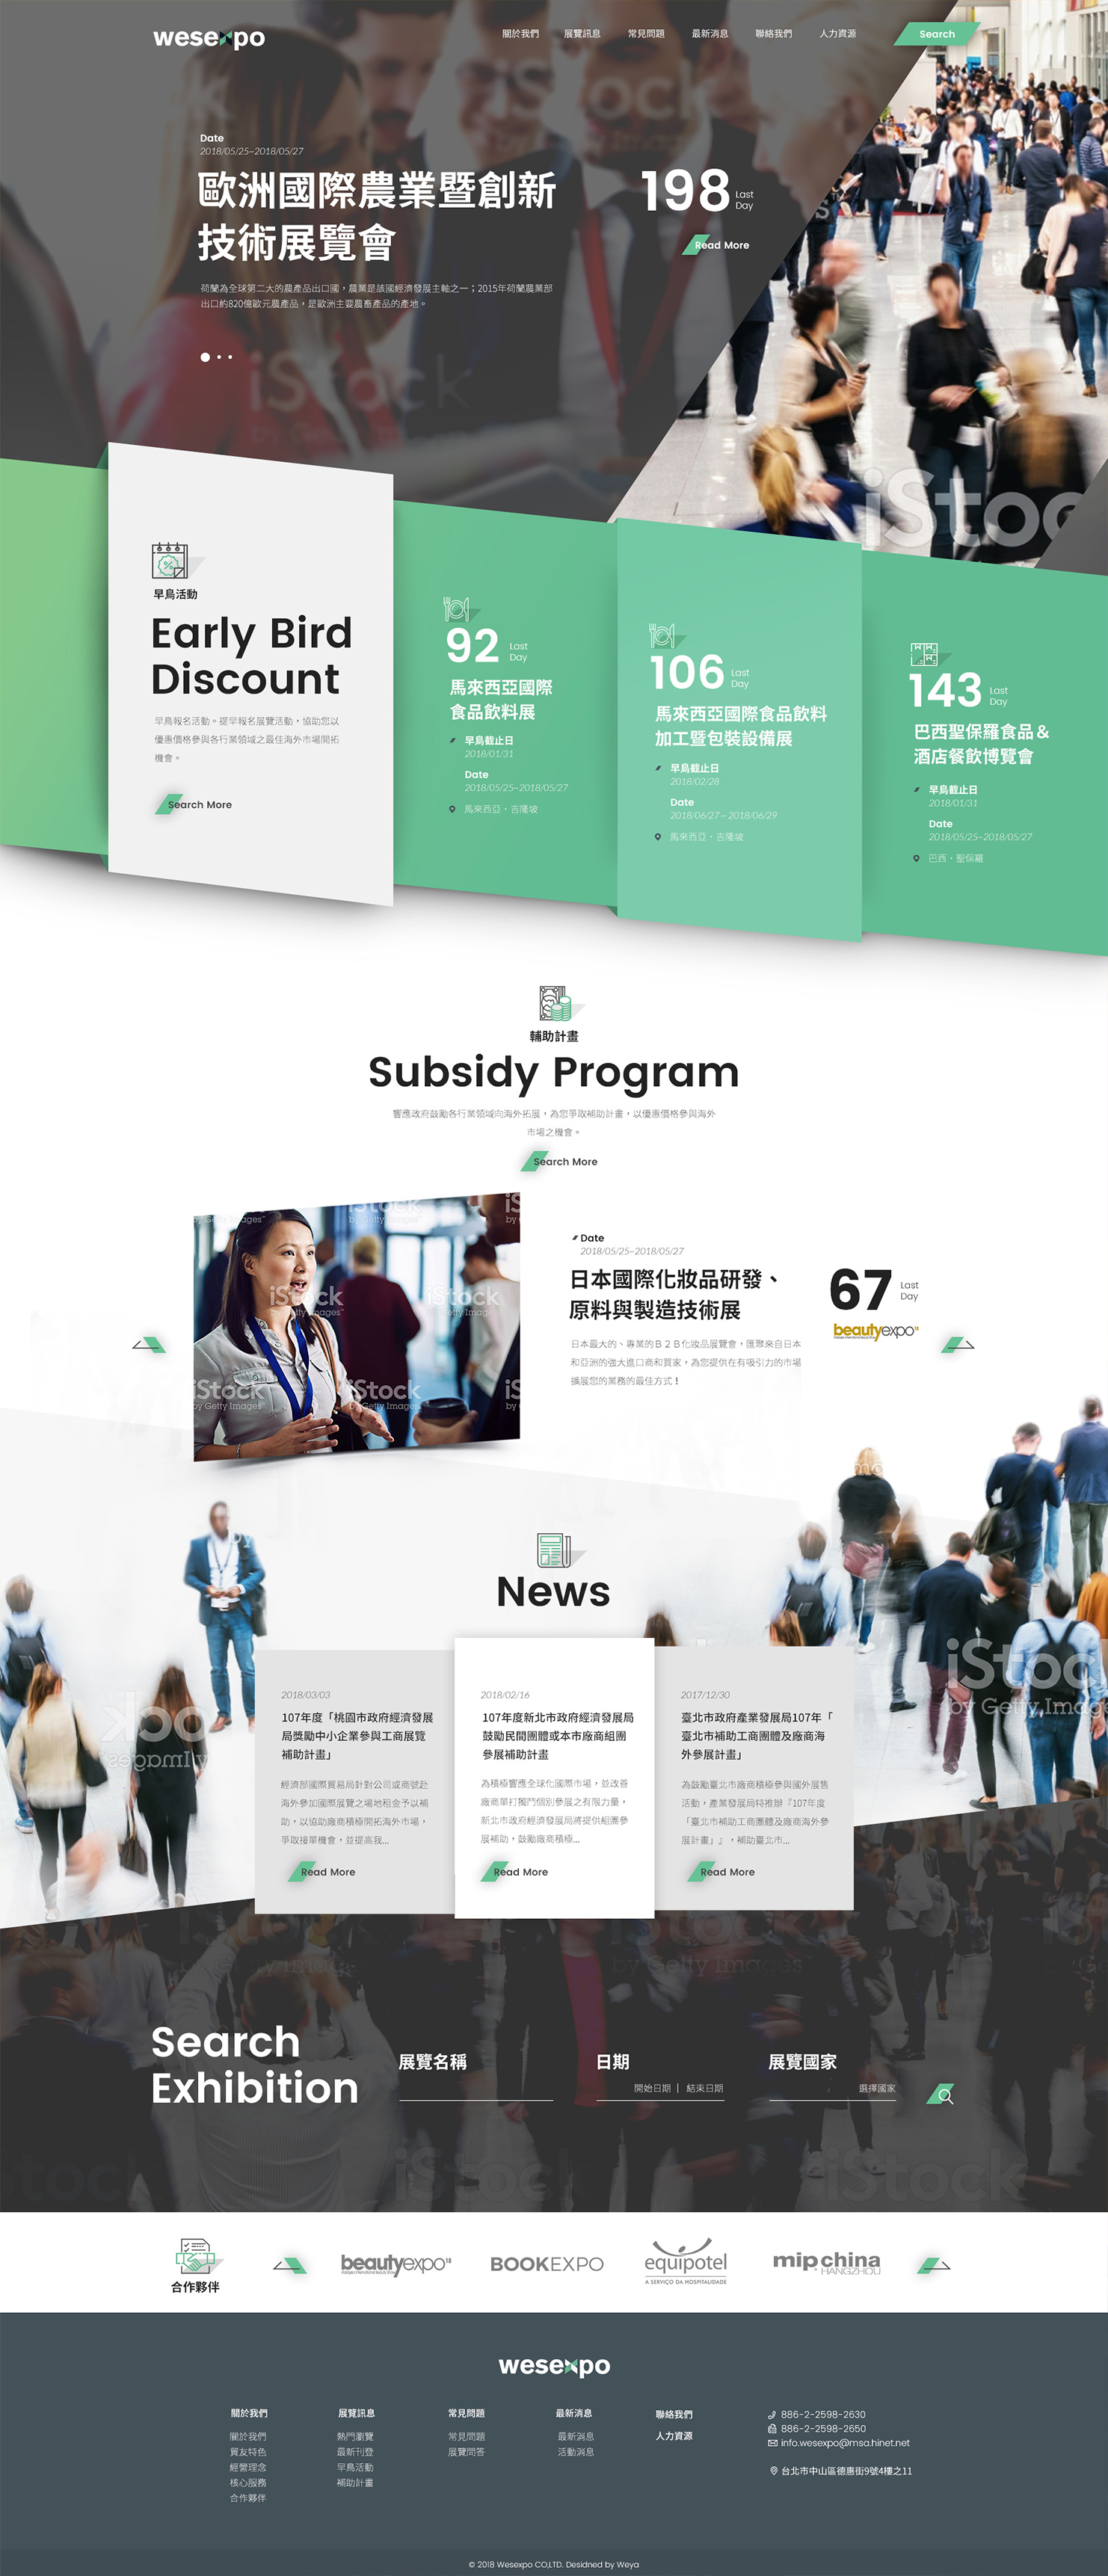 wesexpo
關於我們
展覽訊息
常見問題
最新消息
聯絡我們
人力資源
Search
Date
2018/05/25~2018/05/27
歐洲國際農業暨創新
技術展覽會
198
Last
Day
Read More
荷蘭為全球第二大的農產品出口國，農業是該國經濟發展主軸之一；2015年荷蘭農業部
出口約820億歐元農產品，是歐洲主要農畜產品的產地。
iStock
by Getty Images
iStock
早鳥活動
Early Bird
Discount
早鳥報名活動。提早報名展覽活動，協助您以
優惠價格參與各行業領域之最佳海外市場開拓
機會。
Search More
92
Last
Day
馬來西亞國際
食品飲料展
早鳥截止日
2018/01/31
Date
2018/05/25~2018/05/27
馬來西亞・吉隆坡
106
Last
Day
馬來西亞國際食品飲料
加工暨包裝設備展
早鳥截止日
2018/02/28
Date
2018/06/27 – 2018/06/29
馬來西亞・吉隆坡
143
Last
Day
巴西聖保羅食品＆
酒店餐飲博覽會
早鳥截止日
2018/01/31
Date
2018/05/25~2018/05/27
巴西・聖保羅
輔助計畫
Subsidy Program
響應政府鼓勵各行業領域向海外拓展，為您爭取補助計畫，以優惠價格參與海外
市場之機會。
Search More
iStock
by Getty Images
Date
2018/05/25~2018/05/27
日本國際化妝品研發、
原料與製造技術展
67
Last
Day
beautyexpo18
日本最大的、專業的Ｂ２Ｂ化妝品展覽會，匯聚來自日本
和亞洲的強大進口商和買家，為您提供在有吸引力的市場
擴展您的業務的最佳方式！
News
2018/03/03
107年度「桃園市政府經濟發展
局獎勵中小企業參與工商展覽
補助計畫」
經濟部國際貿易局針對公司或商號赴
海外參加國際展覽之場地租金予以補
助，以協助廠商積極開拓海外市場，
爭取接單機會，並提高我...
Read More
2018/02/16
107年度新北市政府經濟發展局
鼓勵民間團體或本市廠商組團
參展補助計畫
為積極響應全球化國際市場，並改善
廠商單打獨鬥個別參展之有限力量，
新北市政府經濟發展局將提供組團參
展補助，鼓勵廠商積極...
Read More
2017/12/30
臺北市政府產業發展局107年「
臺北市補助工商團體及廠商海
外參展計畫」
為鼓勵臺北市廠商積極參與國外展售
活動，產業發展局特推辦『107年度
「臺北市補助工商團體及廠商海外參
展計畫」』，補助臺北市...
Read More
iStock
by Getty Images
Search
Exhibition
展覽名稱
日期
開始日期 | 結束日期
展覽國家
選擇國家
合作夥伴
beautyexpo18
BOOKEXPO
equipotel
A SERVIÇO DA HOSPITALIDADE
mip china
HANGZHOU
wesexpo
關於我們
關於我們
貿友特色
經營理念
核心服務
合作夥伴
展覽訊息
熱門瀏覽
最新刊登
早鳥活動
補助計畫
常見問題
常見問題
展覽問答
最新消息
最新消息
活動消息
聯絡我們
人力資源
886-2-2598-2630
886-2-2598-2650
info.wesexpo@msa.hinet.net
台北市中山區德惠街9號4樓之11
© 2018 Wesexpo CO,LTD. Desidned by Weya